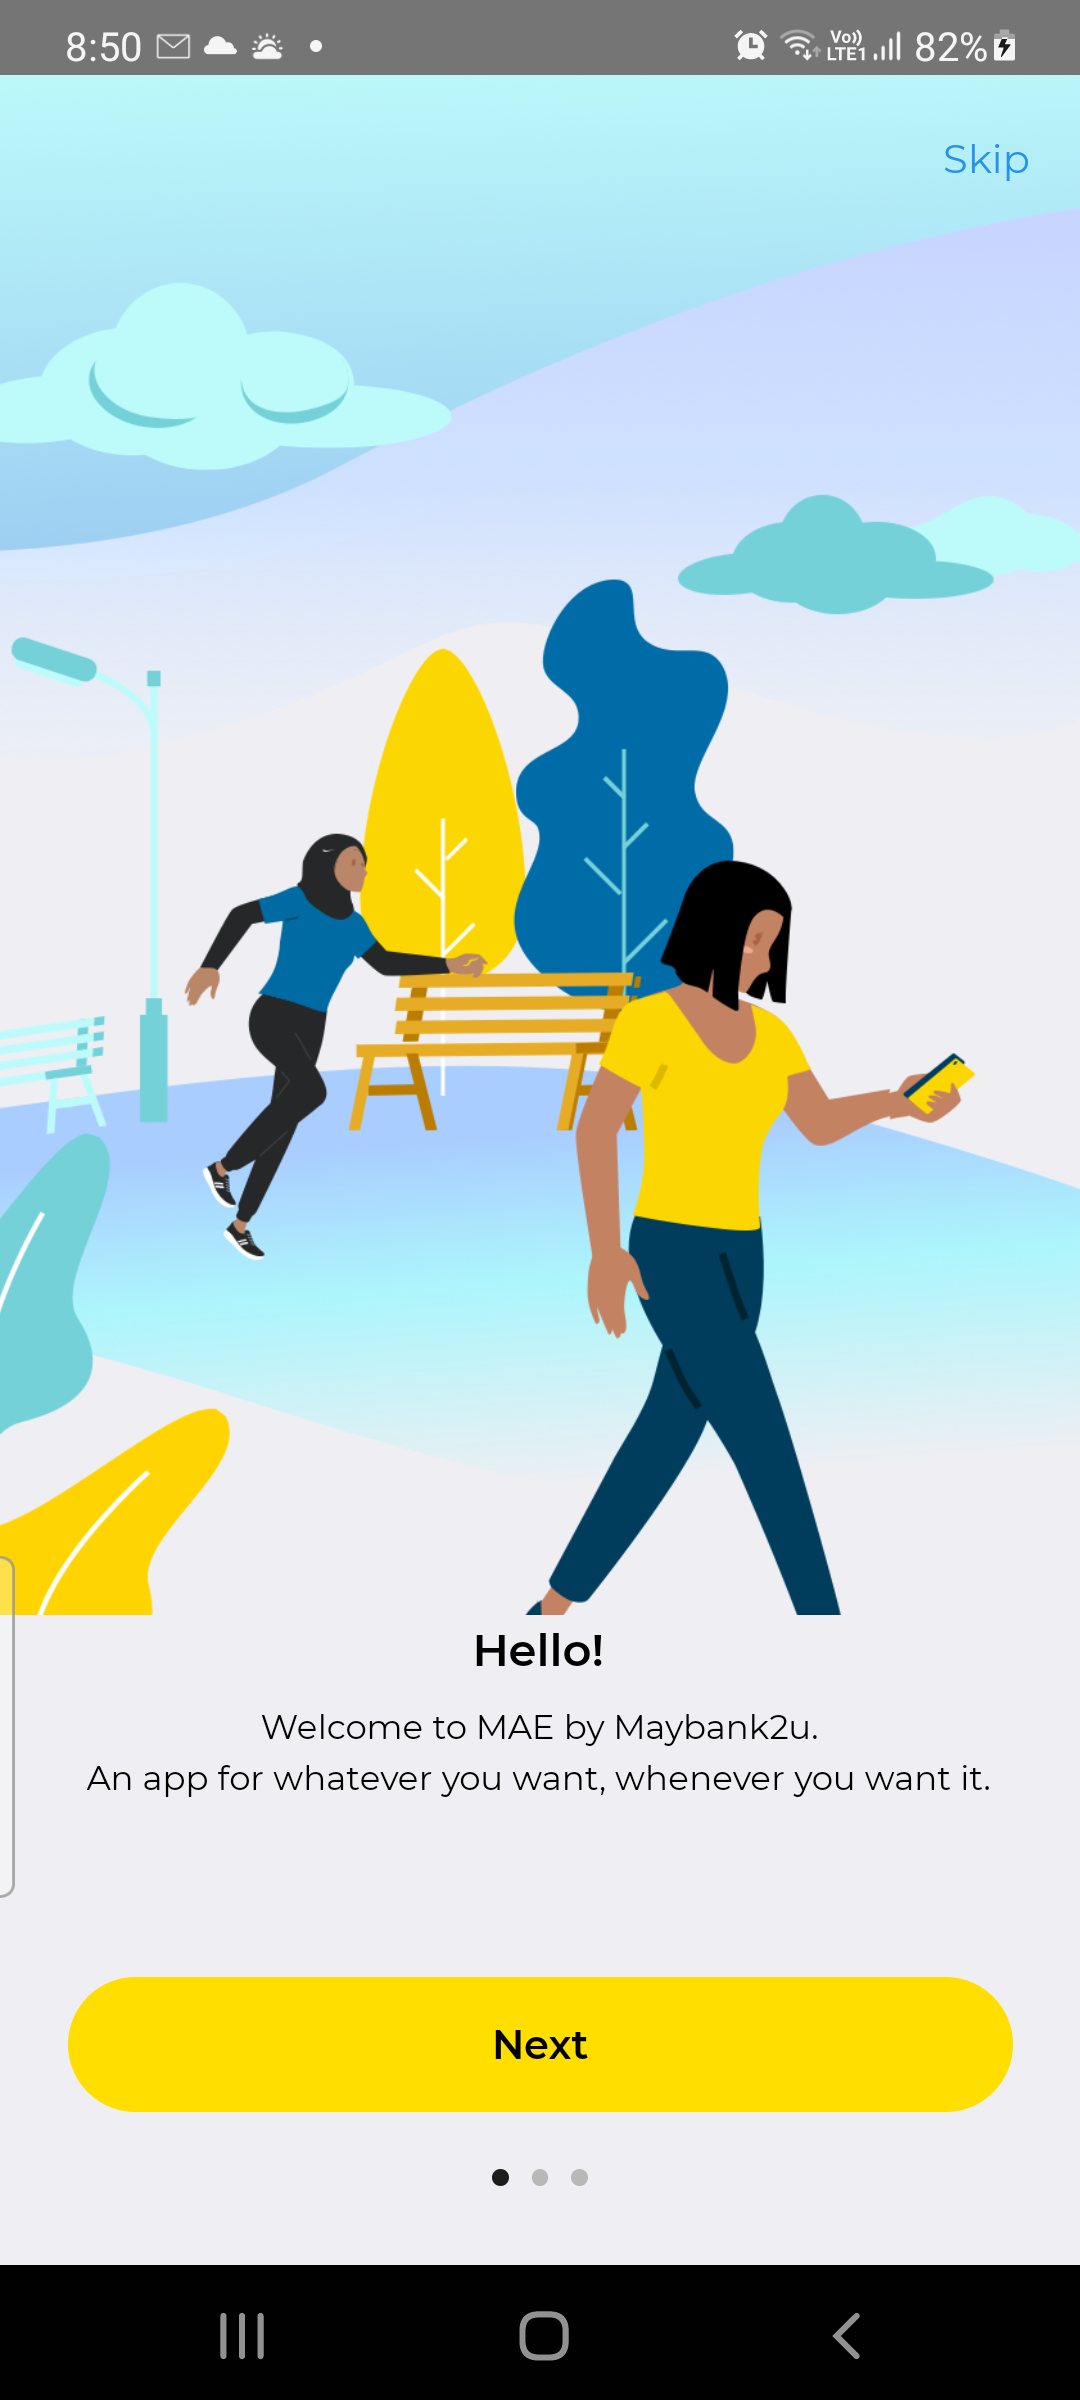 8:50
Vo)) LTE1 82%
Skip
Hello!
Welcome to MAE by Maybank2u.
An app for whatever you want, whenever you want it.
Next